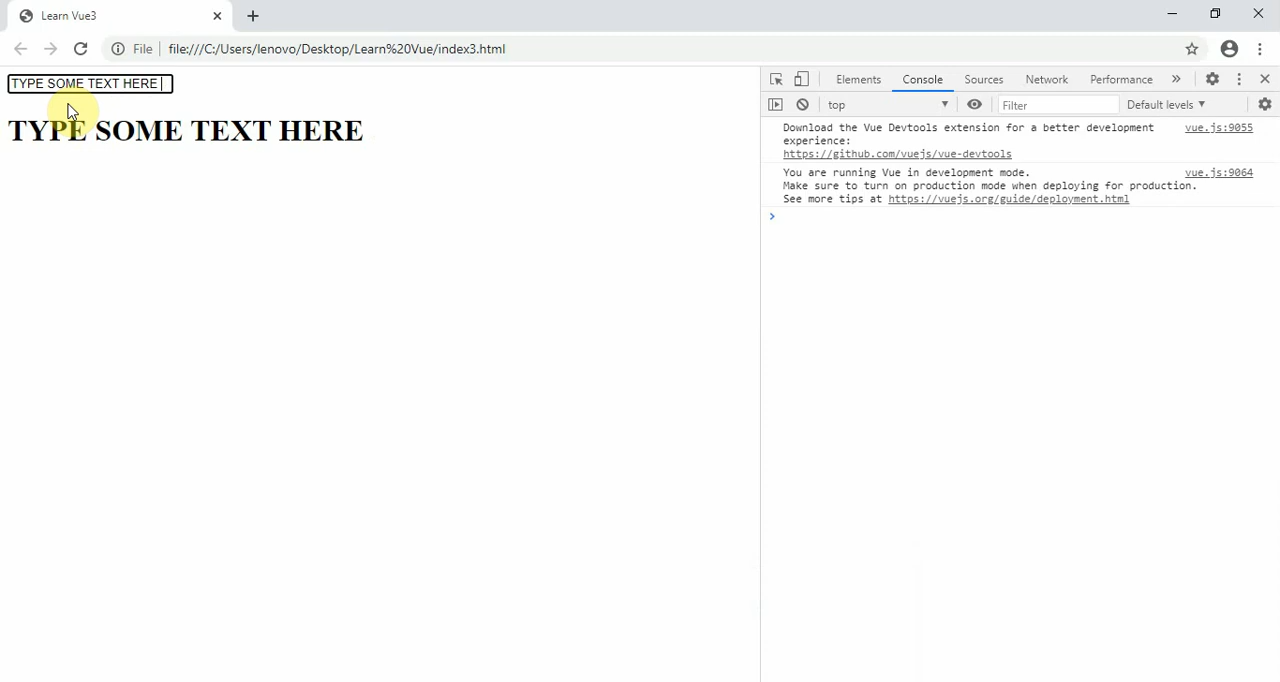 Learn Vue3
File file:///C:/Users/lenovo/Desktop/Learn%20Vue/index3.html
TYPE SOME TEXT HERE
TYPE SOME TEXT HERE
Elements Console Sources Network Performance »
top Filter Default levels
Download the Vue Devtools extension for a better development vue.js:9055
experience:
https://github.com/vuejs/vue-devtools
You are running Vue in development mode. vue.js:9064
Make sure to turn on production mode when deploying for production.
See more tips at https://vuejs.org/guide/deployment.html